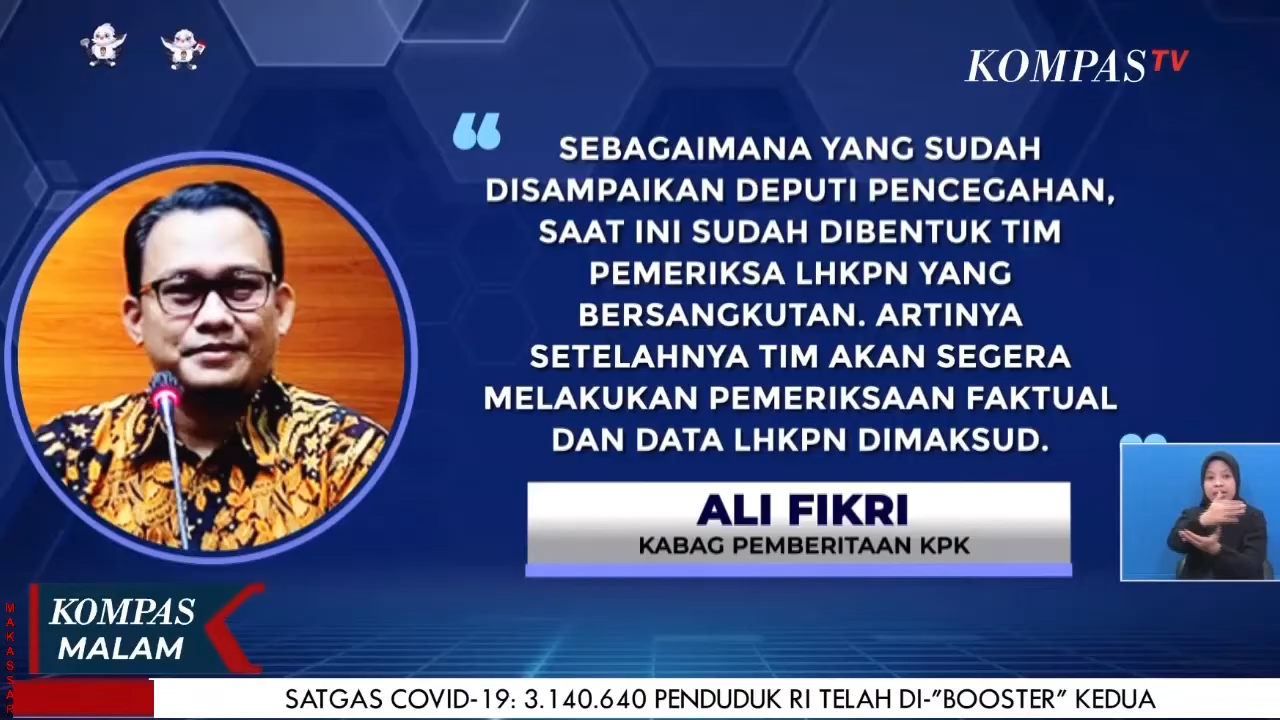 KOMPAS TV
“ SEBAGAIMANA YANG SUDAH
DISAMPAIKAN DEPUTI PENCEGAHAN,
SAAT INI SUDAH DIBENTUK TIM
PEMERIKSA LHKPN YANG
BERSANGKUTAN. ARTINYA
SETELAHNYA TIM AKAN SEGERA
MELAKUKAN PEMERIKSAAN FAKTUAL
DAN DATA LHKPN DIMAKSUD. ”
ALI FIKRI
KABAG PEMBERITAAN KPK
KOMPAS
MALAM
MAKASSAR
SATGAS COVID-19: 3.140.640 PENDUDUK RI TELAH DI-”BOOSTER” KEDUA